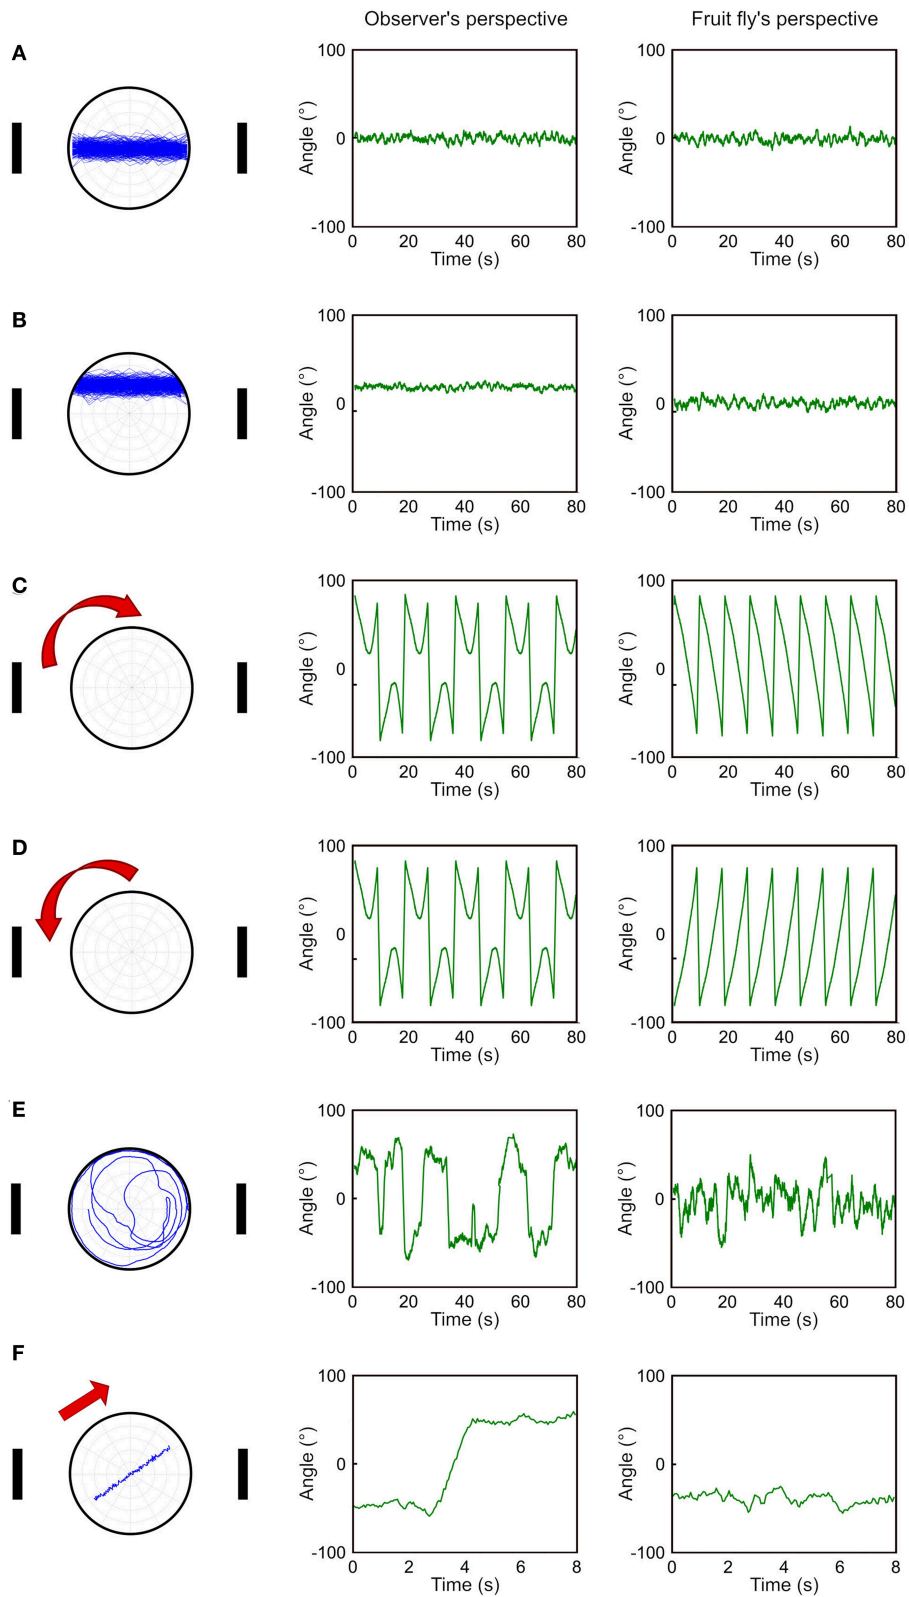 Observer's perspective Fruit fly's perspective
A
100 100
Angle (°) 0 Angle (°) 0
-100 -100
0 20 40 60 80 0 20 40 60 80
Time (s) Time (s)
B
100 100
Angle (°) 0 Angle (°) 0
-100 -100
0 20 40 60 80 0 20 40 60 80
Time (s) Time (s)
C
100 100
Angle (°) 0 Angle (°) 0
-100 -100
0 20 40 60 80 0 20 40 60 80
Time (s) Time (s)
D
100 100
Angle (°) 0 Angle (°) 0
-100 -100
0 20 40 60 80 0 20 40 60 80
Time (s) Time (s)
E
100 100
Angle (°) 0 Angle (°) 0
-100 -100
0 20 40 60 80 0 20 40 60 80
Time (s) Time (s)
F
100 100
Angle (°) 0 Angle (°) 0
-100 -100
0 2 4 6 8 0 2 4 6 8
Time (s) Time (s)